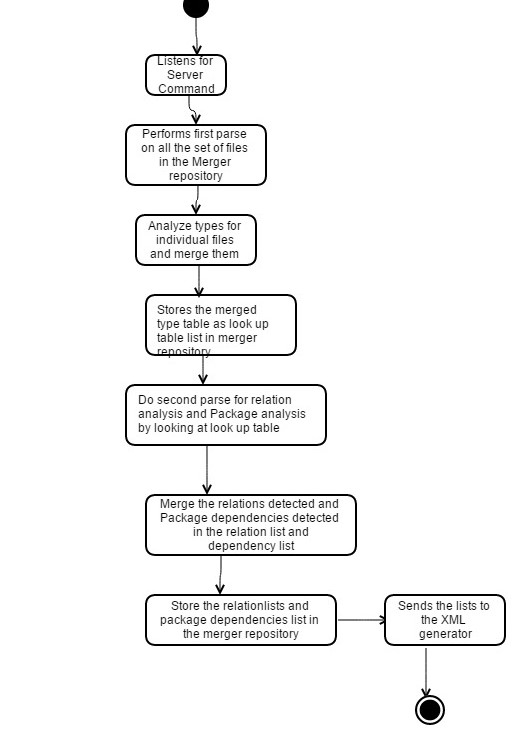 Listens for
Server
Command
Performs first parse
on all the set of files
in the Merger
repository
Analyze types for
individual files
and merge them
Stores the merged
type table as look up
table list in merger
repository
Do second parse for relation
analysis and Package analysis
by looking at look up table
Merge the relations detected and
Package dependencies detected
in the relation list and
dependency list
Store the relationlists and
package dependencies list in
the merger repository
Sends the lists to
the XML
generator